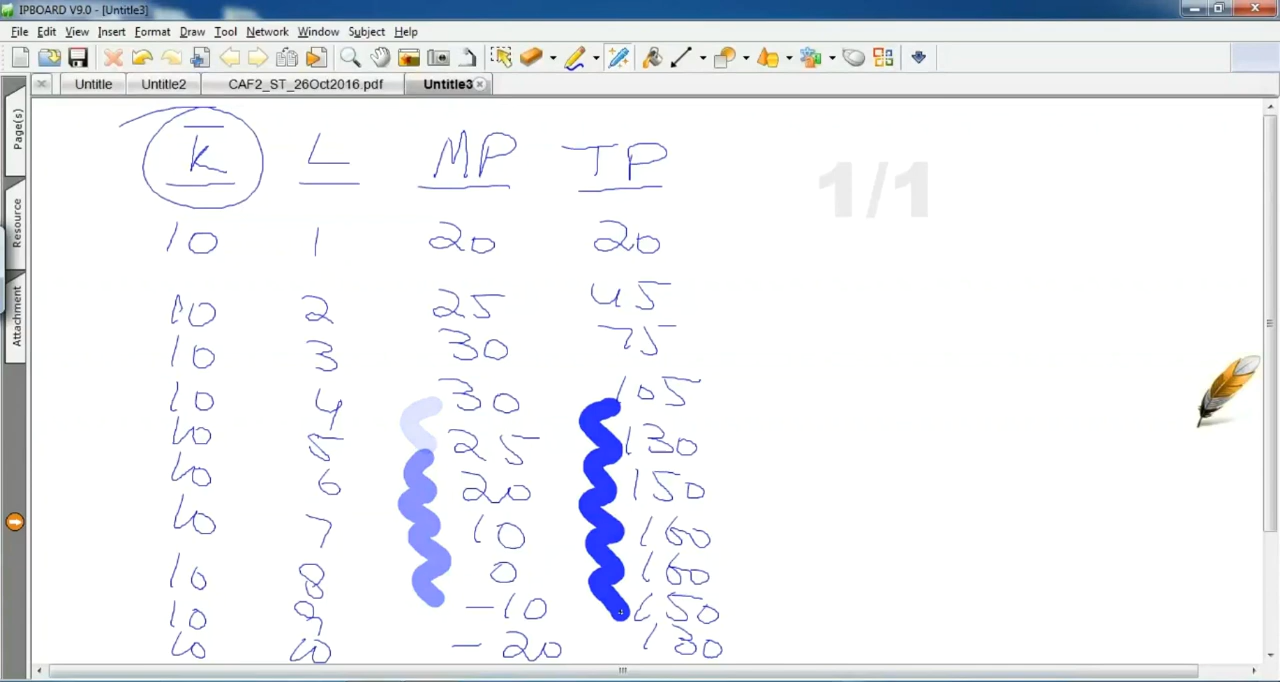 IPBOARD V9.0 - [Untitled3]
File Edit View Insert Format Draw Tool Network Window Subject Help
Untitle Untitle2 CAF2_ST_26Oct2016.pdf Untitle3
Page(s)
Resource
Attachment
1/1
K L MP TP
10 1 20 20
10 2 25 45
10 3 30 75
10 4 30 105
10 5 25 130
10 6 20 150
10 7 10 160
10 8 0 160
10 9 -10 150
10 10 -20 130